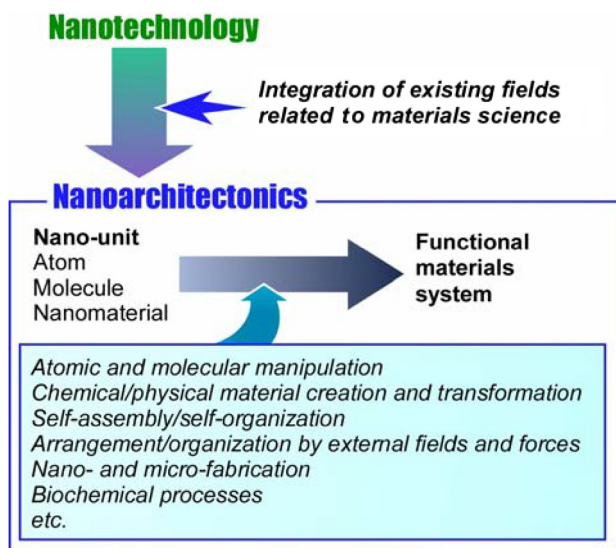 Nanotechnology
Integration of existing fields
related to materials science
Nanoarchitectonics
Nano-unit
Atom
Molecule
Nanomaterial
Functional
materials
system
Atomic and molecular manipulation
Chemical/physical material creation and transformation
Self-assembly/self-organization
Arrangement/organization by external fields and forces
Nano- and micro-fabrication
Biochemical processes
etc.